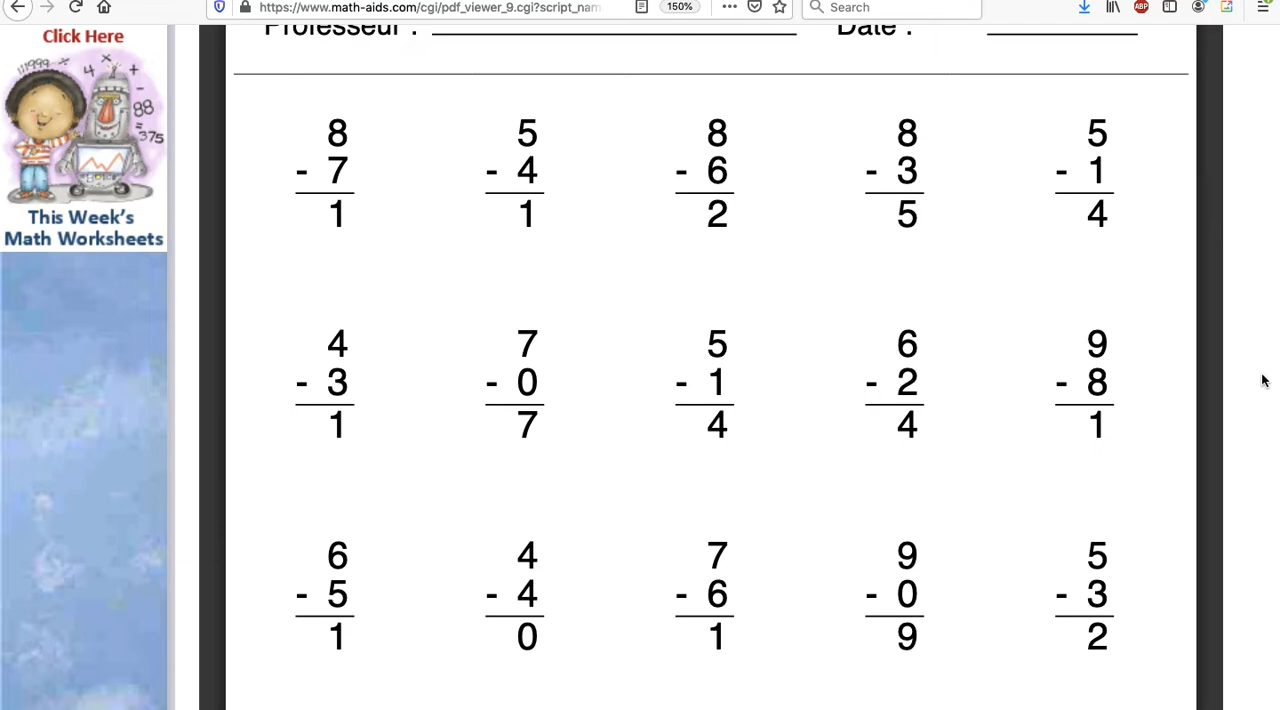 https://www.math-aids.com/cgi/pdf_viewer_9.cgi?script_nam
150%
Search
ABP
Click Here
88
375
This Week's
Math Worksheets
Professeur : Date :
8 5 8 8 5
- 7 - 4 - 6 - 3 - 1
1 1 2 5 4
4 7 5 6 9
- 3 - 0 - 1 - 2 - 8
1 7 4 4 1
6 4 7 9 5
- 5 - 4 - 6 - 0 - 3
1 0 1 9 2